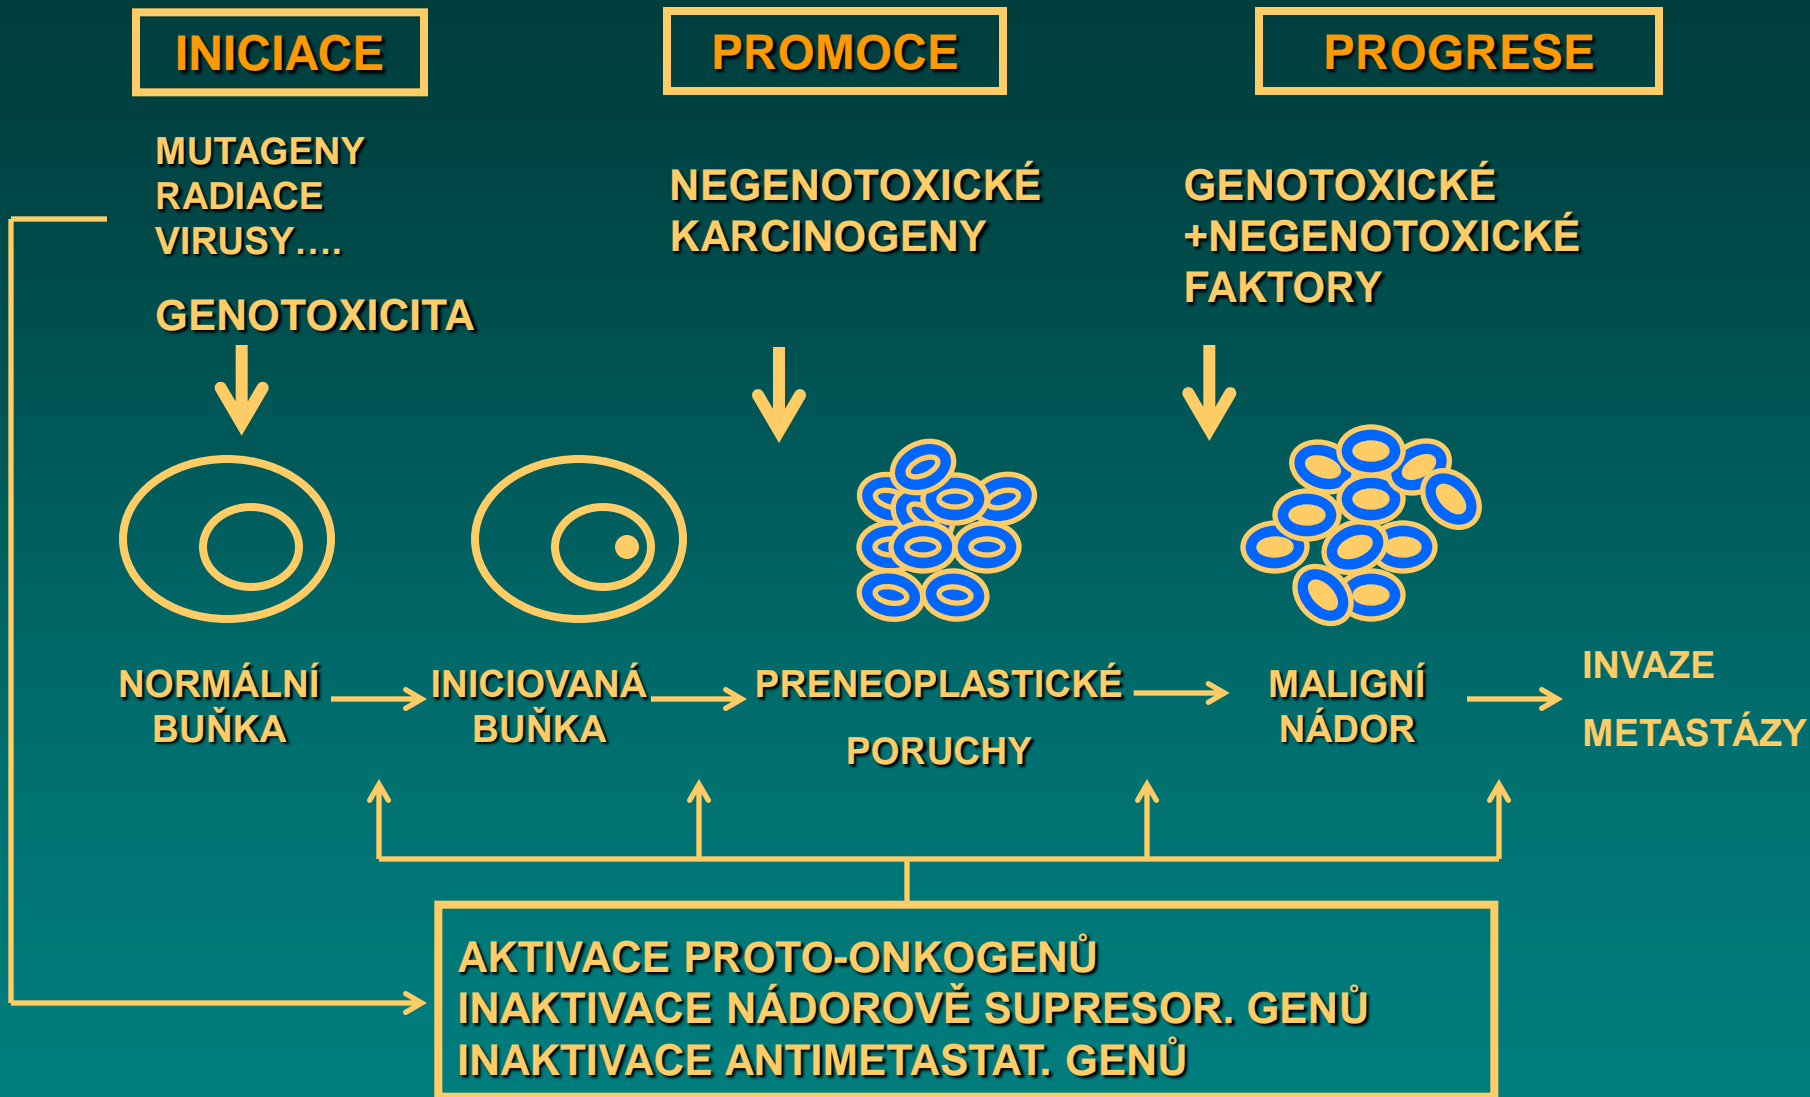 INICIACE
PROMOCE
PROGRESE
MUTAGENY
RADIACE
VIRUSY....
GENOTOXICITA
NEGENOTOXICKÉ
KARCINOGENY
GENOTOXICKÉ
+NEGENOTOXICKÉ
FAKTORY
NORMÁLNÍ
BUŇKA
INICIOVANÁ
BUŇKA
PRENEOPLASTICKÉ
PORUCHY
MALIGNÍ
NÁDOR
INVAZE
METASTÁZY
AKTIVACE PROTO-ONKOGENŮ
INAKTIVACE NÁDOROVĚ SUPRESOR. GENŮ
INAKTIVACE ANTIMETASTAT. GENŮ